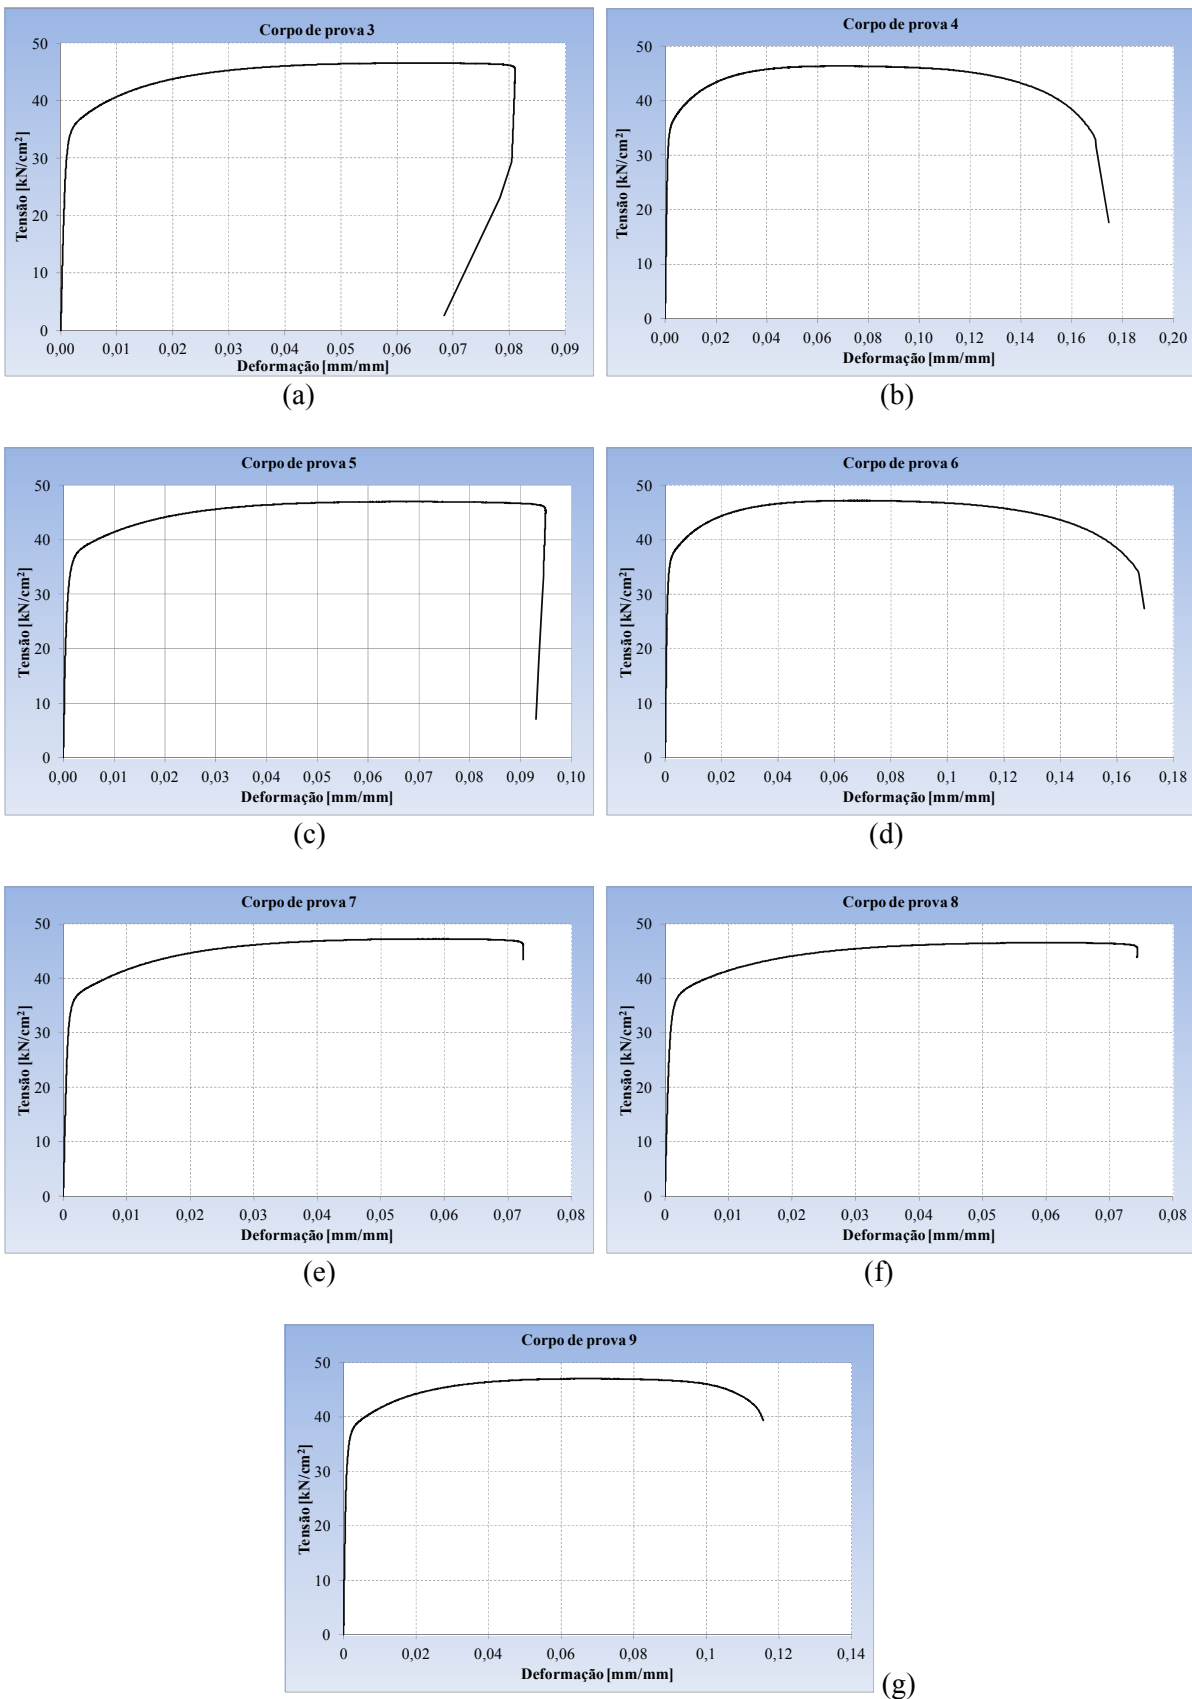 Corpo de prova 3
Tensão [kN/cm²]
50
40
30
20
10
0
0,00 0,01 0,02 0,03 0,04 0,05 0,06 0,07 0,08 0,09
Deformação [mm/mm]
(a)
Corpo de prova 4
Tensão [kN/cm²]
50
40
30
20
10
0
0,00 0,02 0,04 0,06 0,08 0,10 0,12 0,14 0,16 0,18 0,20
Deformação [mm/mm]
(b)
Corpo de prova 5
Tensão [kN/cm²]
50
40
30
20
10
0
0,00 0,01 0,02 0,03 0,04 0,05 0,06 0,07 0,08 0,09 0,10
Deformação [mm/mm]
(c)
Corpo de prova 6
Tensão [kN/cm²]
50
40
30
20
10
0
0 0,02 0,04 0,06 0,08 0,1 0,12 0,14 0,16 0,18
Deformação [mm/mm]
(d)
Corpo de prova 7
Tensão [kN/cm²]
50
40
30
20
10
0
0 0,01 0,02 0,03 0,04 0,05 0,06 0,07 0,08
Deformação [mm/mm]
(e)
Corpo de prova 8
Tensão [kN/cm²]
50
40
30
20
10
0
0 0,01 0,02 0,03 0,04 0,05 0,06 0,07 0,08
Deformação [mm/mm]
(f)
Corpo de prova 9
Tensão [kN/cm²]
50
40
30
20
10
0
0 0,02 0,04 0,06 0,08 0,1 0,12 0,14
Deformação [mm/mm]
(g)